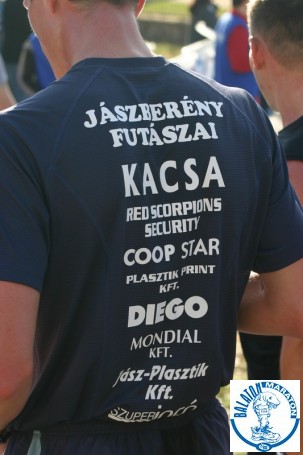 JÁSZBERÉNY
FUTÁSZAI
KACSA
RED SCORPIONS
SECURITY
COOP STAR
PLASZTIK PRINT
KFT.
DIEGO
MONDIAL
KFT.
Jász-Plasztik
Kft.
SZUPERINFÓ
BALATON
MARATON